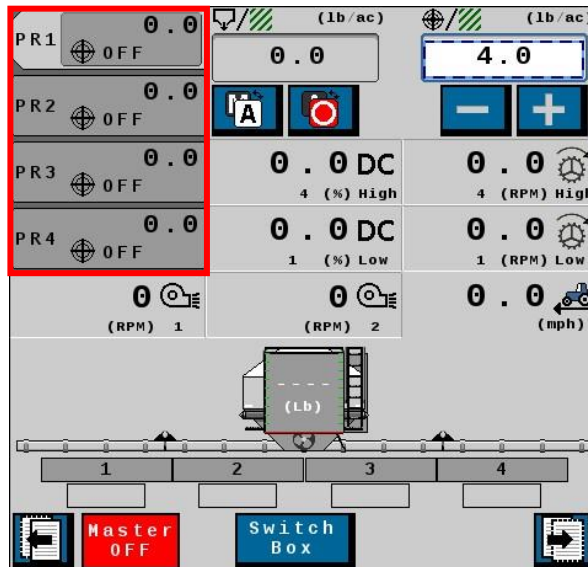 PR1 0.0
OFF
PR2 0.0
OFF
PR3 0.0
OFF
PR4 0.0
OFF
(lb/ac)
0.0
A
(lb/ac)
4.0
0.0 DC
4 (%) High
0.0
4 (RPM) High
0.0 DC
1 (%) Low
0.0
1 (RPM) Low
0
(RPM) 1
0
(RPM) 2
0.0
(mph)
----
(Lb)
1 2 3 4
Master
OFF
Switch
Box